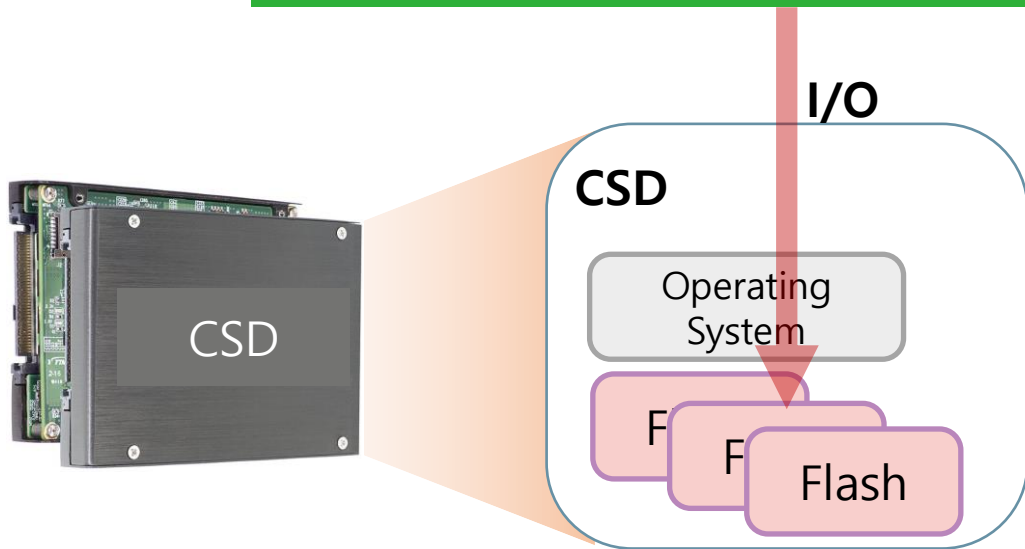 I/O
CSD
Operating
System
CSD
F
F
Flash